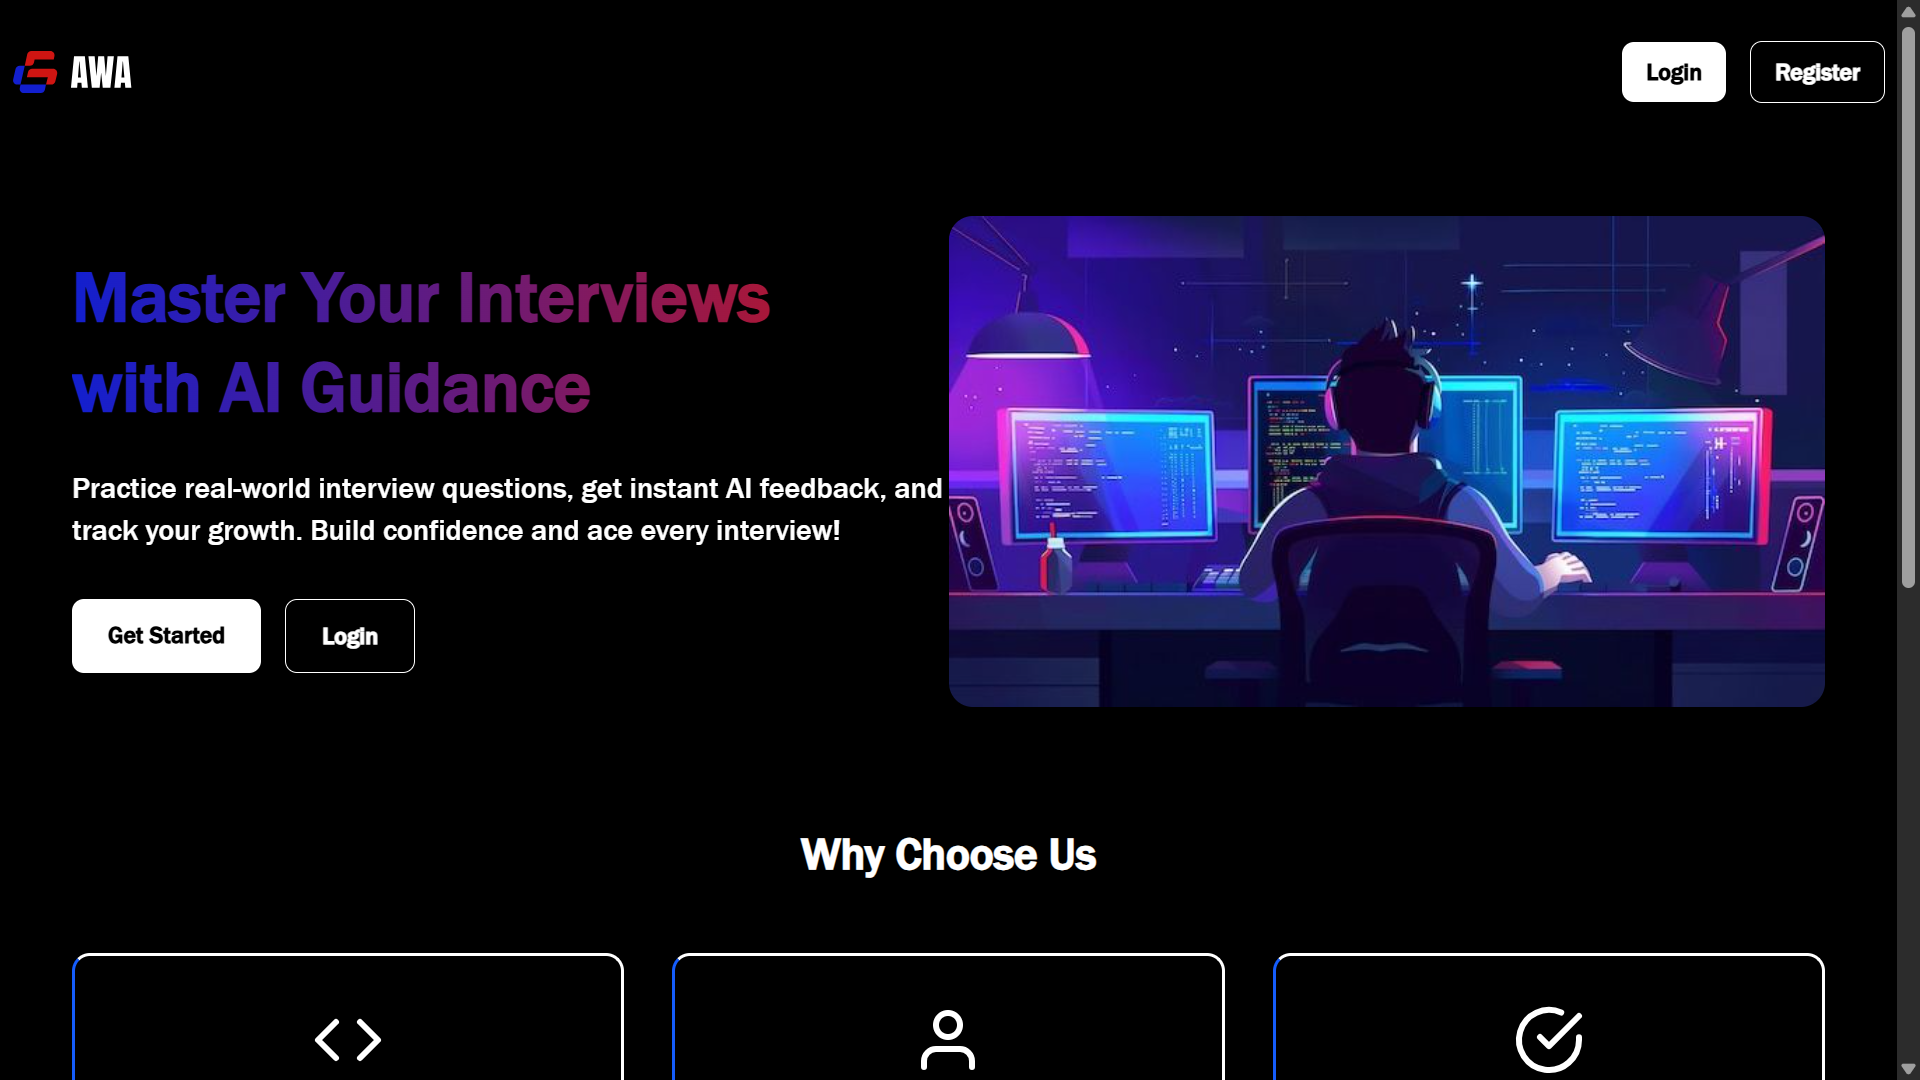 AWA
Login
Register
Master Your Interviews
with AI Guidance
Practice real-world interview questions, get instant AI feedback, and
track your growth. Build confidence and ace every interview!
Get Started
Login
Why Choose Us